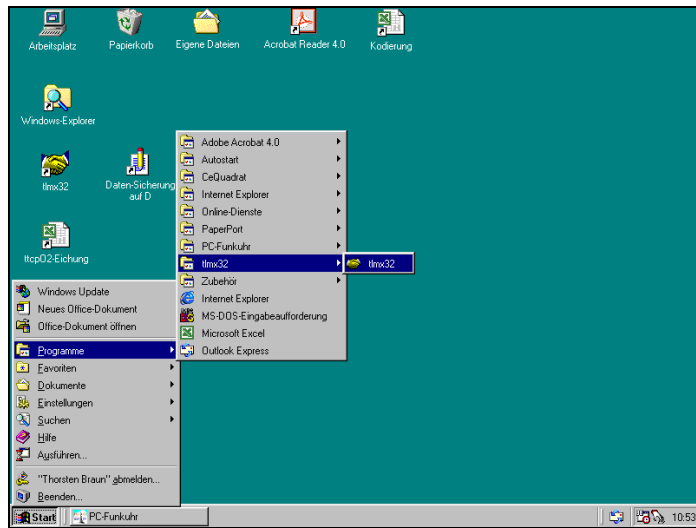 Arbeitsplatz
Papierkorb
Eigene Dateien
Acrobat Reader 4.0
Kodierung
Windows-Explorer
tlmx32
Daten-Sicherung
auf D
ttcpO2-Eichung
Adobe Acrobat 4.0
Autostart
CeQuadrat
Internet Explorer
Online-Dienste
PaperPort
PC-Funkuhr
tlmx32
Zubehör
Internet Explorer
MS-DOS-Eingabeaufforderung
Microsoft Excel
Outlook Express
tlmx32
Windows Update
Neues Office-Dokument
Office-Dokument öffnen
Programme
Favoriten
Dokumente
Einstellungen
Suchen
Hilfe
Ausführen...
"Thorsten Braun" abmelden...
Beenden...
Start
PC-Funkuhr
10:53